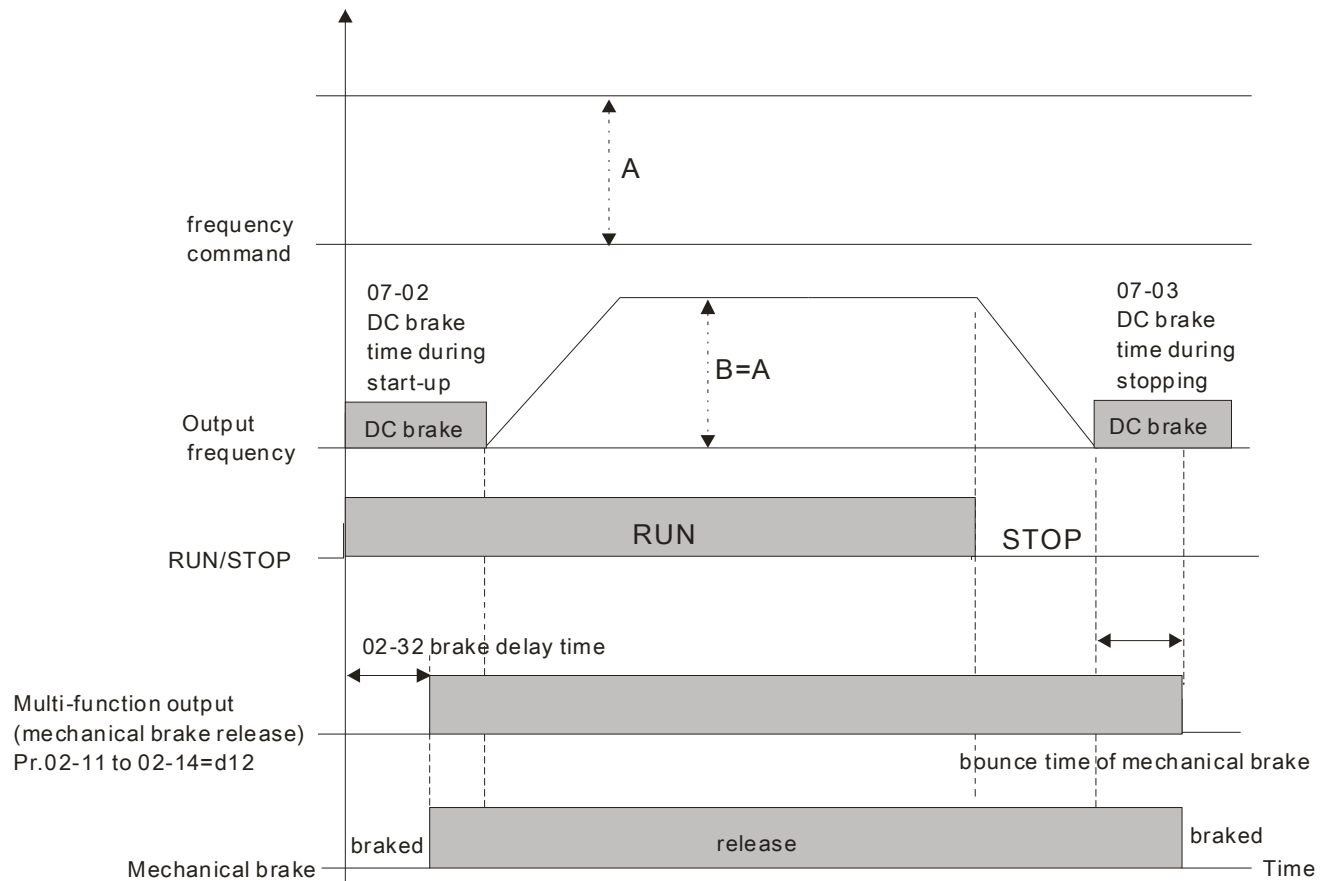 A
frequency
command
07-02
DC brake
time during
start-up
07-03
DC brake
time during
stopping
B=A
Output
frequency
DC brake
DC brake
RUN
STOP
RUN/STOP
02-32 brake delay time
Multi-function output
(mechanical brake release)
Pr.02-11 to 02-14=d12
bounce time of mechanical brake
braked
release
braked
Mechanical brake
Time